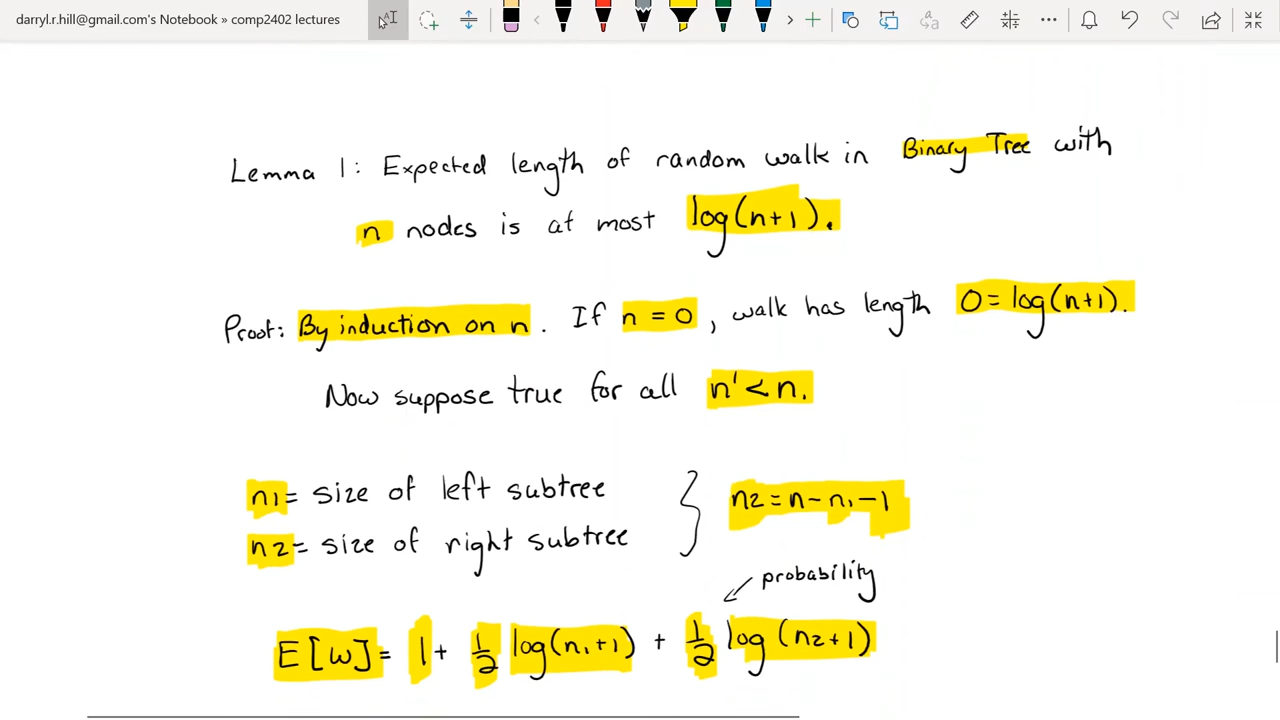 darryl.r.hill@gmail.com's Notebook » comp2402 lectures
Lemma 1: Expected length of random walk in Binary Tree with
n nodes is at most log(n+1).
Proof: By induction on n. If n = 0, walk has length 0 = log(n+1).
Now suppose true for all n' < n.
n1 = size of left subtree } n2 = n - n1 - 1
n2 = size of right subtree
probability
E[w] = 1 + 1/2 log(n1+1) + 1/2 log(n2+1)